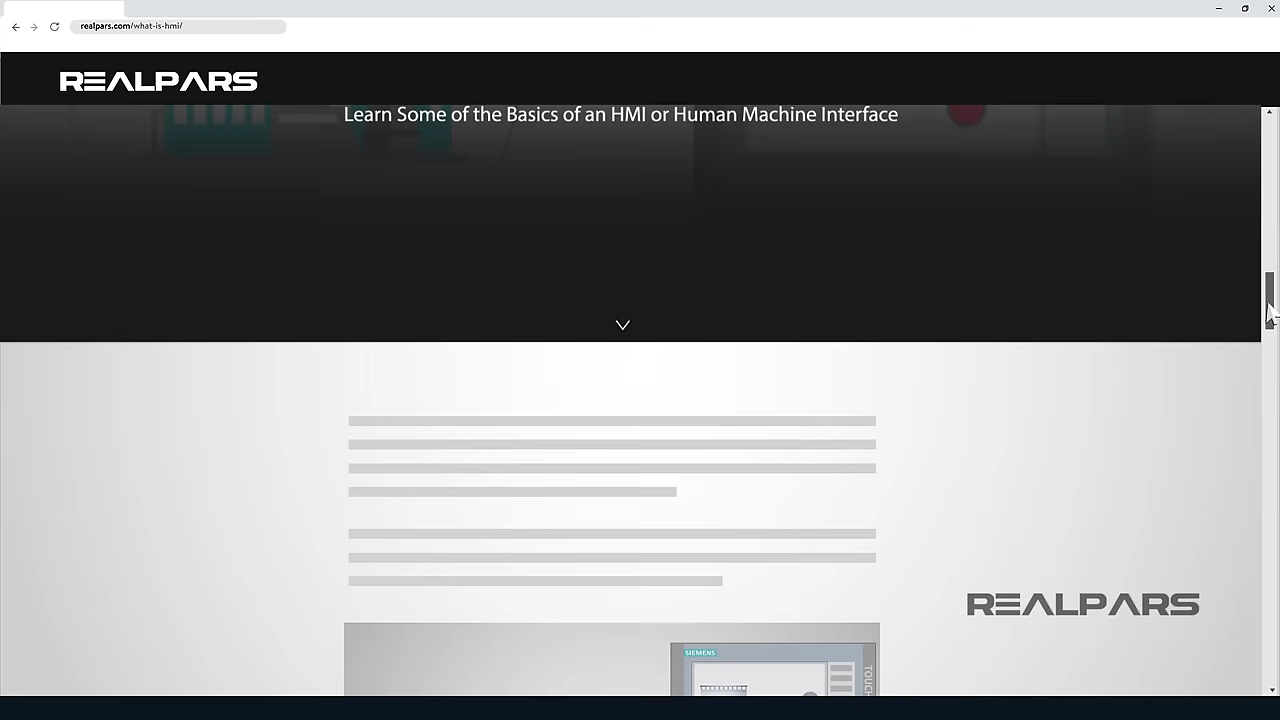 realpars.com/what-is-hmi/
REALPARS
Learn Some of the Basics of an HMI or Human Machine Interface
REALPARS
SIEMENS
TOUCH